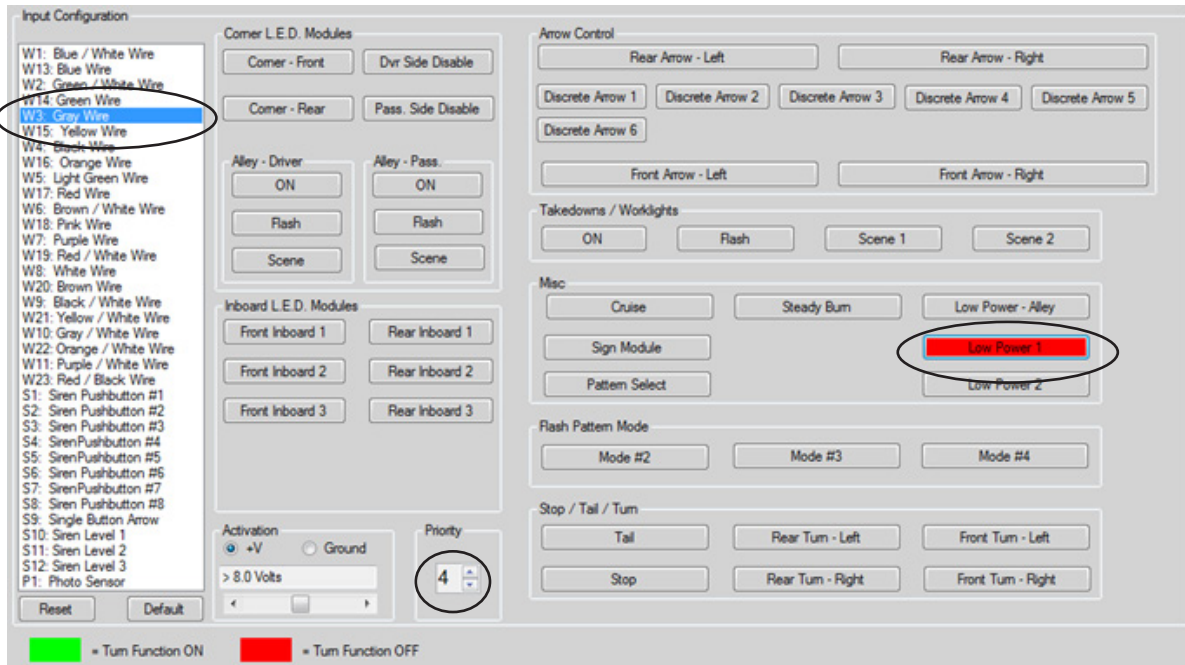 Input Configuration
W1: Blue / White Wire
W13: Blue Wire
W2: Green / White Wire
W14: Green Wire
W3: Gray Wire
W15: Yellow Wire
W4: Black Wire
W16: Orange Wire
W5: Light Green Wire
W17: Red Wire
W6: Brown / White Wire
W18: Pink Wire
W7: Purple Wire
W19: Red / White Wire
W8: White Wire
W20: Brown Wire
W9: Black / White Wire
W21: Yellow / White Wire
W10: Gray / White Wire
W22: Orange / White Wire
W11: Purple / White Wire
W23: Red / Black Wire
S1: Siren Pushbutton #1
S2: Siren Pushbutton #2
S3: Siren Pushbutton #3
S4: SirenPushbutton #4
S5: SirenPushbutton #5
S6: Siren Pushbutton #6
S7: SirenPushbutton #7
S8: Siren Pushbutton #8
S9: Single Button Arrow
S10: Siren Level 1
S11: Siren Level 2
S12: Siren Level 3
P1: Photo Sensor
Reset Default
Corner L.E.D. Modules
Corner - Front Dvr Side Disable
Corner - Rear Pass. Side Disable
Alley - Driver Alley - Pass.
ON ON
Flash Flash
Scene Scene
Inboard L.E.D. Modules
Front Inboard 1 Rear Inboard 1
Front Inboard 2 Rear Inboard 2
Front Inboard 3 Rear Inboard 3
Activation Priority
+V Ground
> 8.0 Volts 4
Arrow Control
Rear Arrow - Left Rear Arrow - Right
Discrete Arrow 1 Discrete Arrow 2 Discrete Arrow 3 Discrete Arrow 4 Discrete Arrow 5
Discrete Arrow 6
Front Arrow - Left Front Arrow - Right
Takedowns / Worklights
ON Flash Scene 1 Scene 2
Misc
Cruise Steady Burn Low Power - Alley
Sign Module Low Power 1
Pattern Select Low Power 2
Flash Pattern Mode
Mode #2 Mode #3 Mode #4
Stop / Tail / Turn
Tail Rear Turn - Left Front Turn - Left
Stop Rear Turn - Right Front Turn - Right
= Turn Function ON = Turn Function OFF